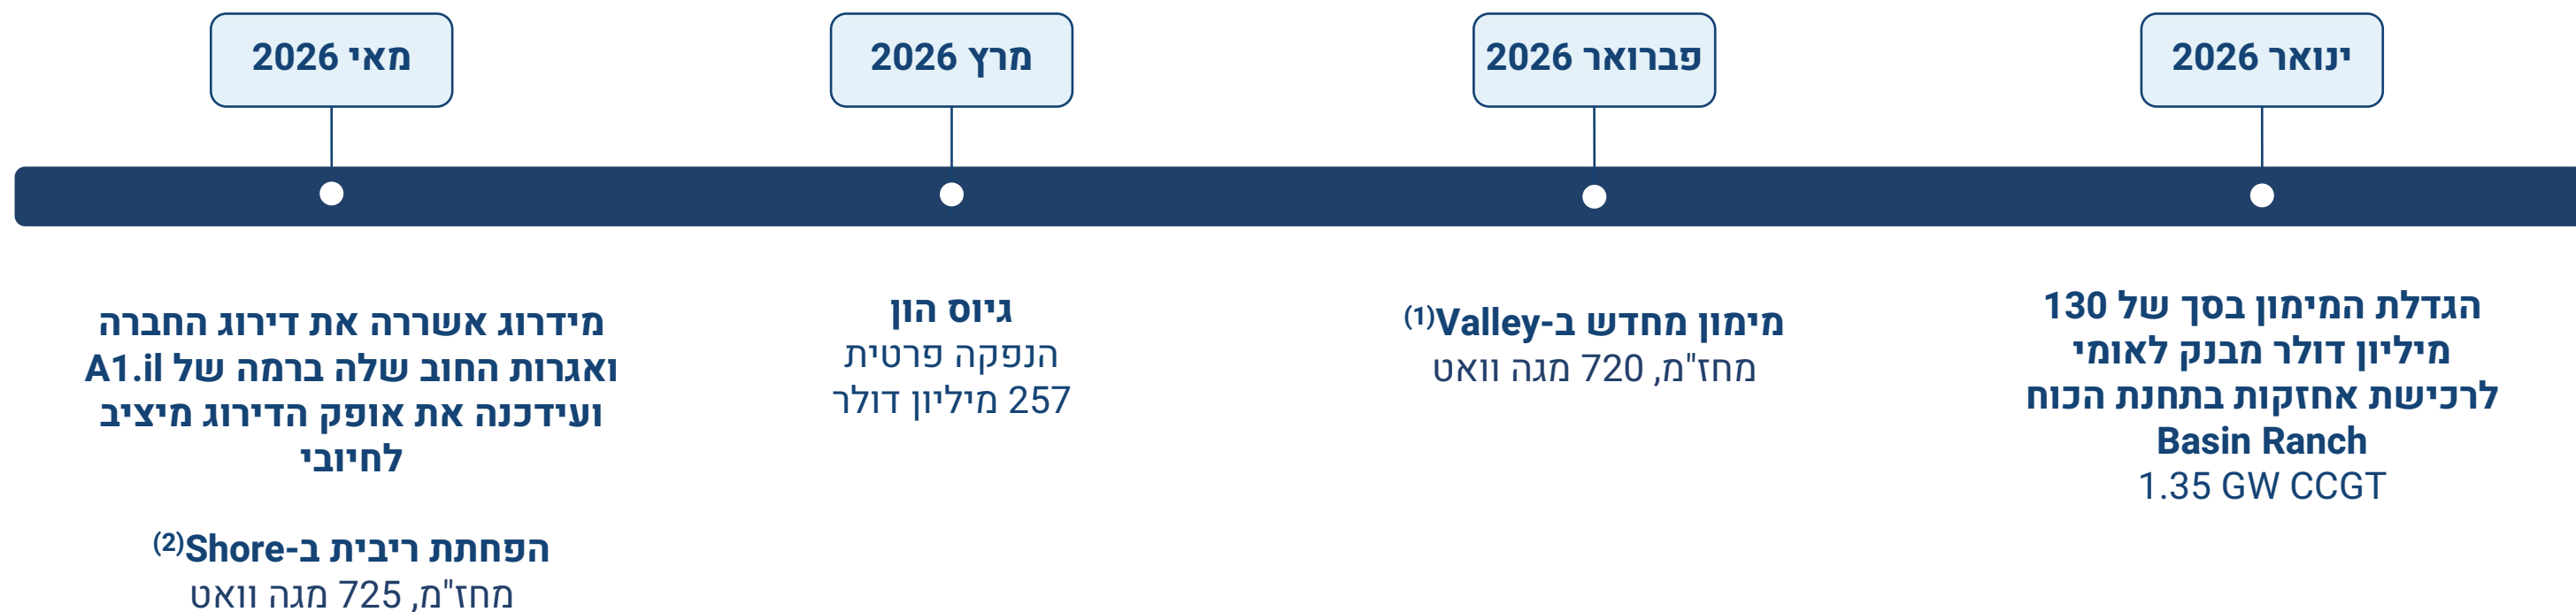 ינואר 2026
הגדלת המימון בסך של 130
מיליון דולר מבנק לאומי
לרכישת אחזקות בתחנת הכוח
Basin Ranch
1.35 GW CCGT
פברואר 2026
מימון מחדש ב-Valley(1)
מחז"מ, 720 מגה וואט
מרץ 2026
גיוס הון
הנפקה פרטית
257 מיליון דולר
מאי 2026
מידרוג אשררה את דירוג החברה
ואגרות החוב שלה ברמה של A1.il
ועידכנה את אופק הדירוג מיציב
לחיובי
הפחתת ריבית ב-Shore(2)
מחז"מ, 725 מגה וואט